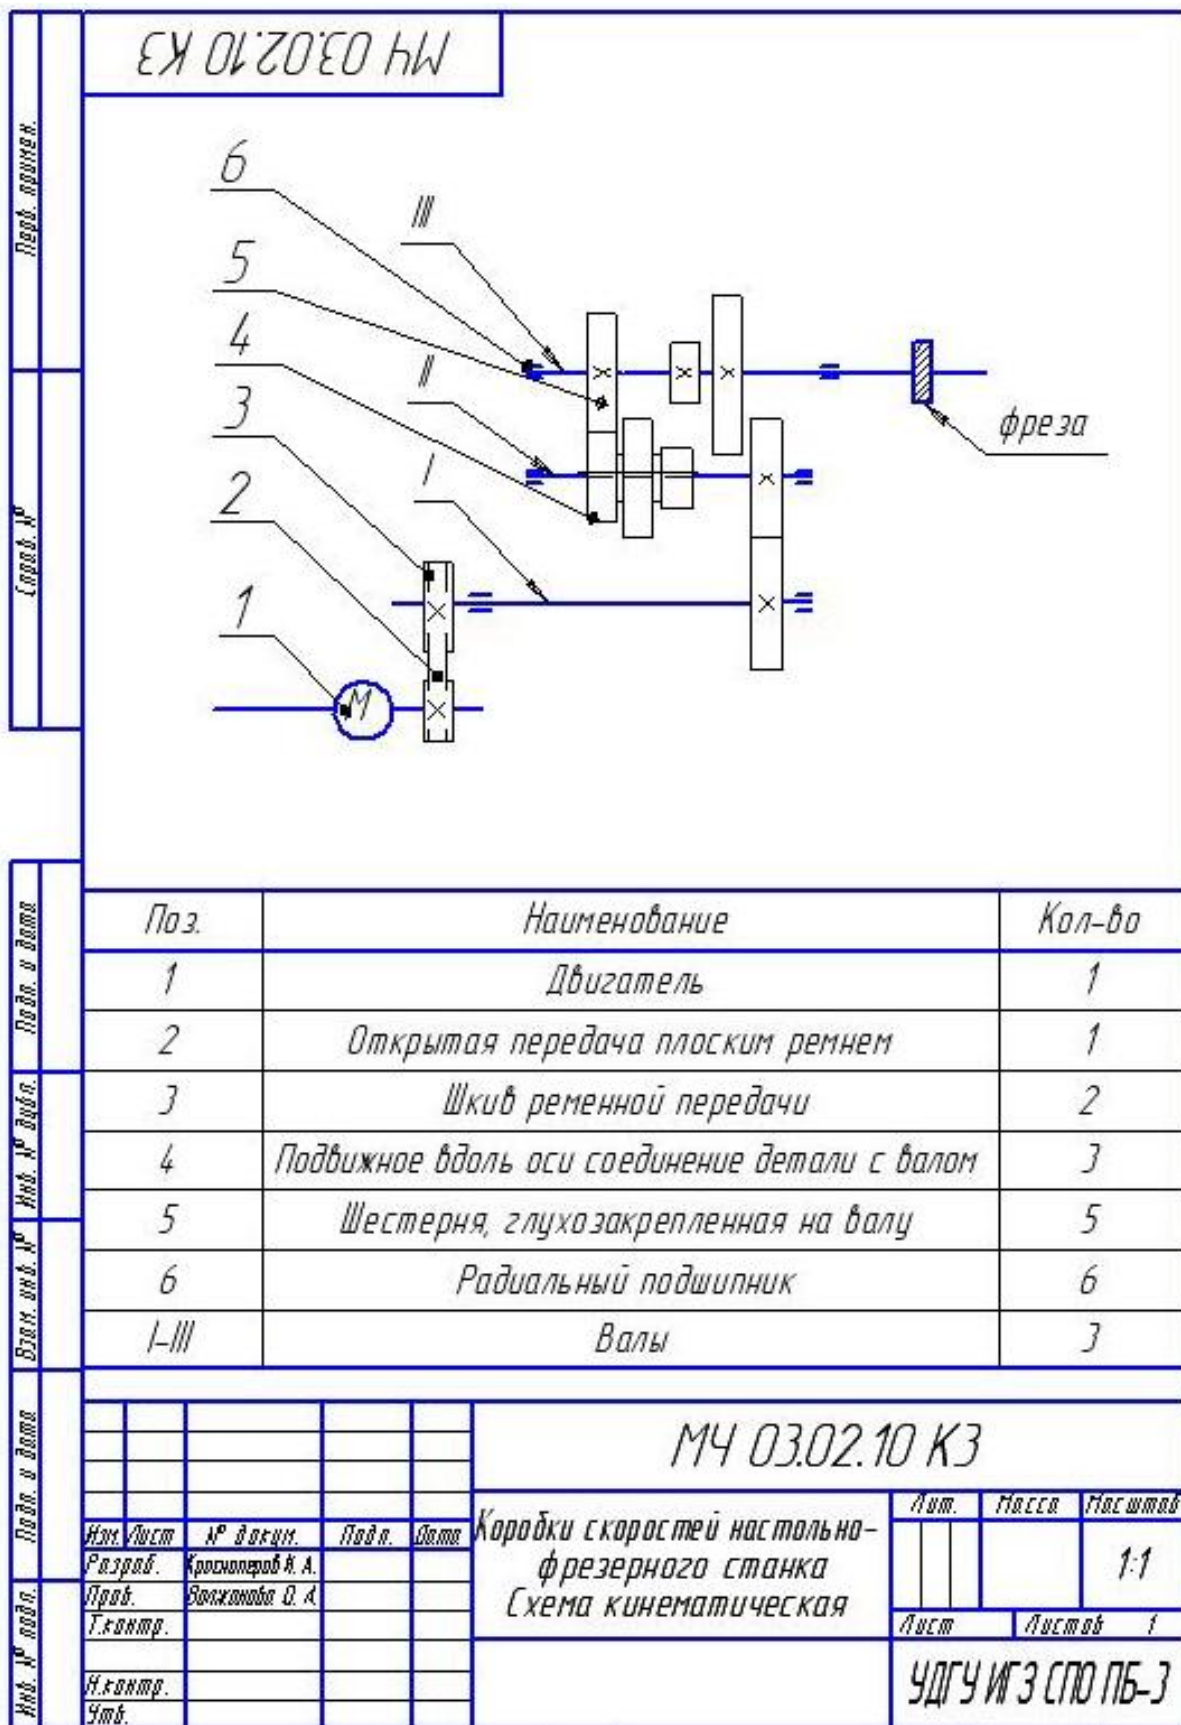 МЧ 03.02.10 КЗ
Перв. примен.
Справ. №
6
III
5
4
II
3
фреза
I
2
1
М
Поз. Наименование Кол-во
1 Двигатель 1
2 Открытая передача плоским ремнем 1
3 Шкив ременной передачи 2
4 Подвижное вдоль оси соединение детали с валом 3
5 Шестерня, глухозакрепленная на валу 5
6 Радиальный подшипник 6
I-III Валы 3
Подп. и дата
Инв. № дубл.
Взам. инв. №
Подп. и дата
Инв. № подл.
МЧ 03.02.10 КЗ
Изм. Лист № докум. Подп. Дата
Разраб. Красноперов К. А.
Пров. О. А.
Т.контр.
Н.контр.
Утв.
Коробки скоростей настольно-
фрезерного станка
Схема кинематическая
Лит. Масса Масштаб
1:1
Лист Листов 1
УДГУ ИГЗ СПО ПБ-3